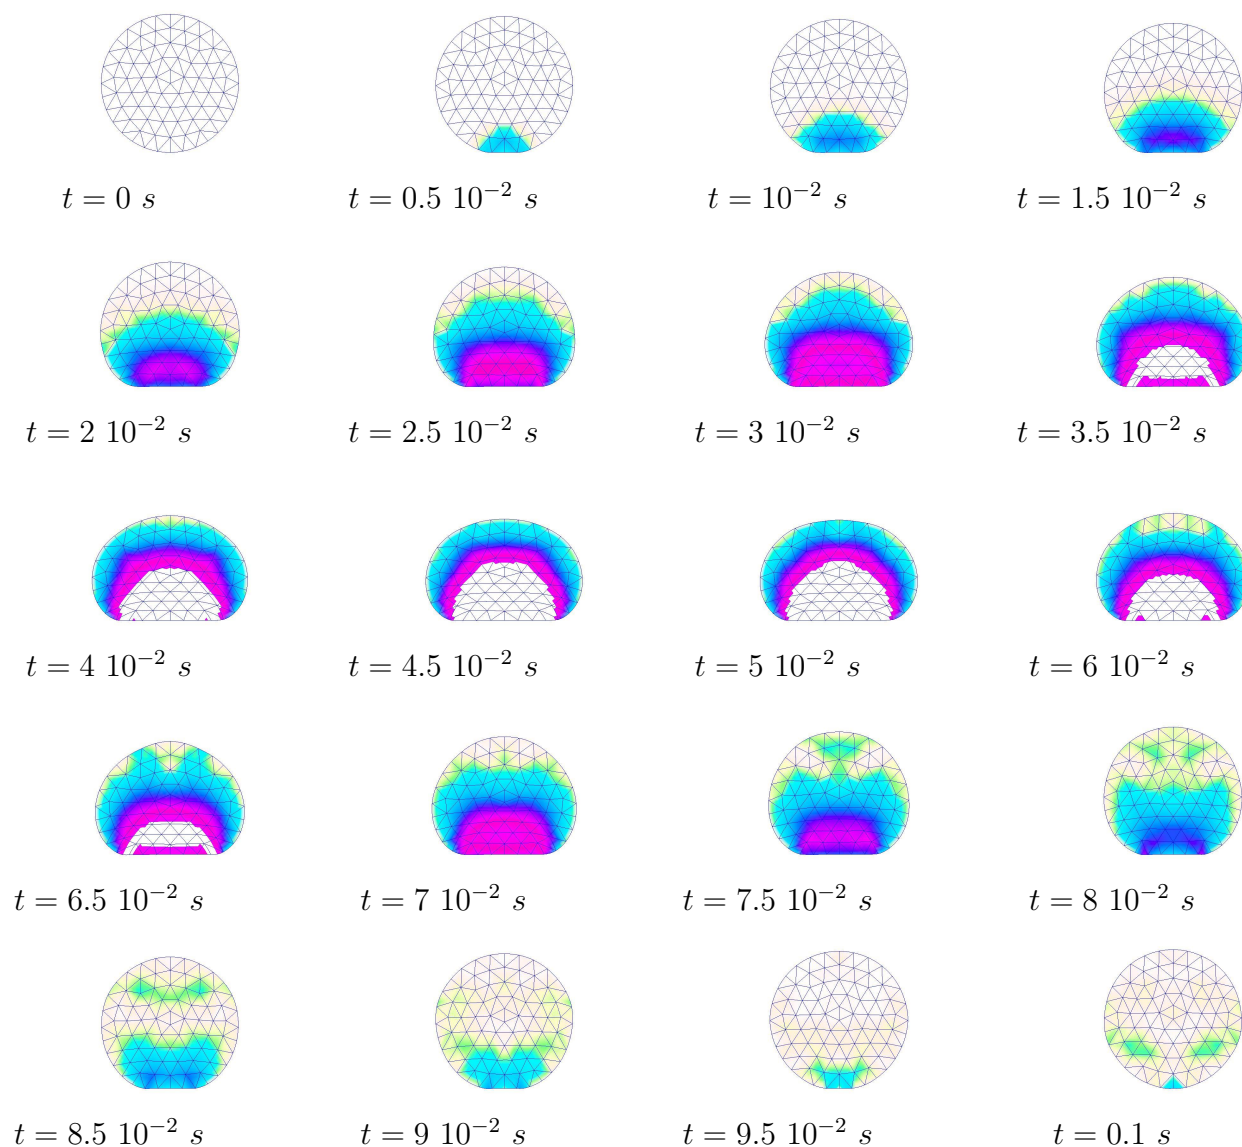 t = 0 s
t = 0.5 10⁻² s
t = 10⁻² s
t = 1.5 10⁻² s
t = 2 10⁻² s
t = 2.5 10⁻² s
t = 3 10⁻² s
t = 3.5 10⁻² s
t = 4 10⁻² s
t = 4.5 10⁻² s
t = 5 10⁻² s
t = 6 10⁻² s
t = 6.5 10⁻² s
t = 7 10⁻² s
t = 7.5 10⁻² s
t = 8 10⁻² s
t = 8.5 10⁻² s
t = 9 10⁻² s
t = 9.5 10⁻² s
t = 0.1 s